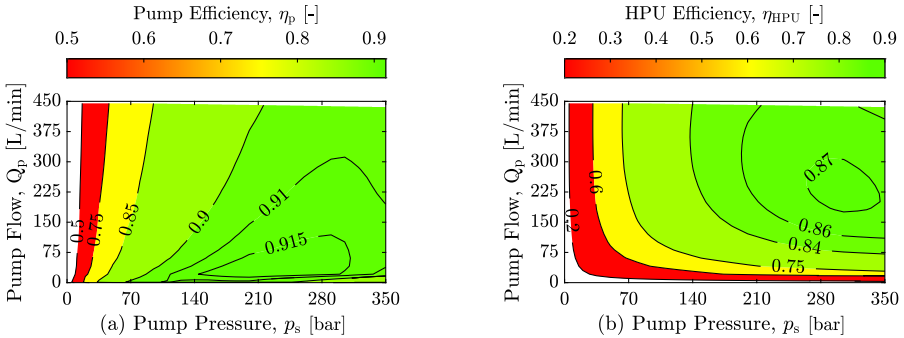 Pump Efficiency, ηp [-]
0.5 0.6 0.7 0.8 0.9
Pump Flow, Qp [L/min]
450
375
300
225
150
75
0
0.5
0.75
0.85
0.9
0.91
0.915
0 70 140 210 280 350
(a) Pump Pressure, ps [bar]
HPU Efficiency, ηHPU [-]
0.2 0.3 0.4 0.5 0.6 0.7 0.8 0.9
Pump Flow, Qp [L/min]
450
375
300
225
150
75
0
0.2
0.6
0.87
0.86
0.84
0.75
0 70 140 210 280 350
(b) Pump Pressure, ps [bar]